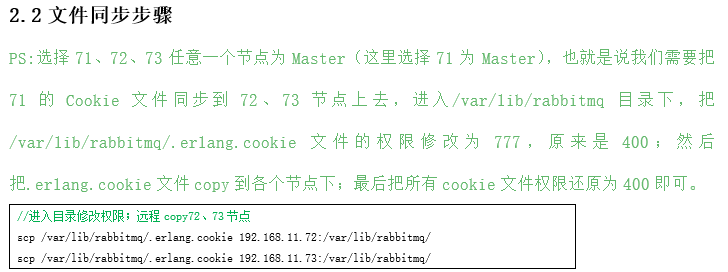 2.2文件同步步骤
PS:选择 71、72、73 任意一个节点为 Master（这里选择 71 为 Master），也就是说我们需要把
71 的 Cookie 文件同步到 72、73 节点上去，进入/var/lib/rabbitmq 目录下，把
/var/lib/rabbitmq/.erlang.cookie 文件的权限修改为 777，原来是 400；然后
把.erlang.cookie 文件 copy 到各个节点下；最后把所有 cookie 文件权限还原为 400 即可。
//进入目录修改权限；远程 copy72、73 节点
scp /var/lib/rabbitmq/.erlang.cookie 192.168.11.72:/var/lib/rabbitmq/
scp /var/lib/rabbitmq/.erlang.cookie 192.168.11.73:/var/lib/rabbitmq/